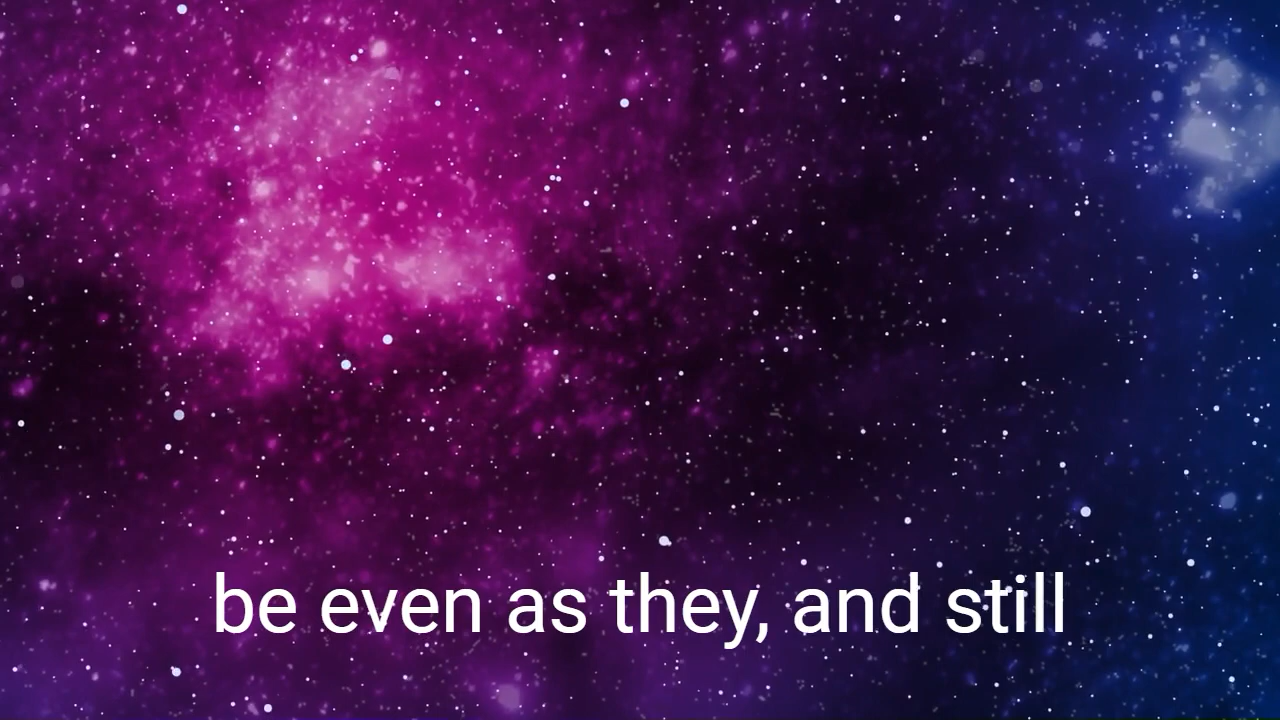 be even as they, and still